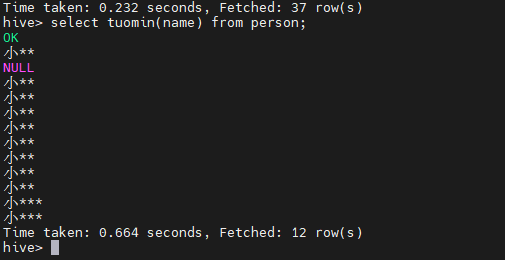 Time taken: 0.232 seconds, Fetched: 37 row(s)
hive> select tuomin(name) from person;
OK
小**
NULL
小**
小**
小**
小**
小**
小**
小**
小**
小***
小***
Time taken: 0.664 seconds, Fetched: 12 row(s)
hive>